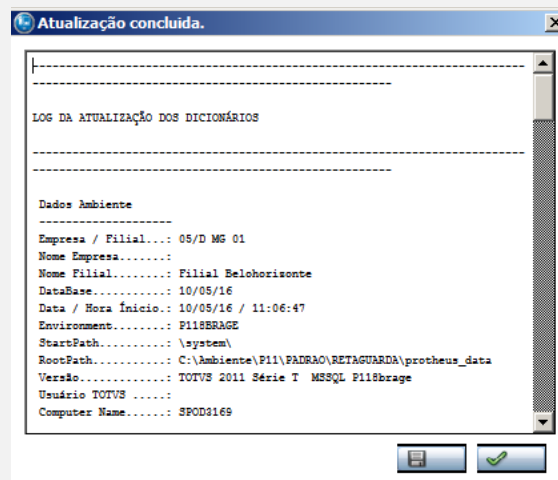 Atualização concluida.
--------------------------------------------------------------------------
------------------------------------------------------
LOG DA ATUALIZAÇÃO DOS DICIONÁRIOS
--------------------------------------------------------------------------
------------------------------------------------------
Dados Ambiente
--------------------
Empresa / Filial...: 05/D MG 01
Nome Empresa.......:
Nome Filial........: Filial Belohorizonte
DataBase...........: 10/05/16
Data / Hora Ínicio.: 10/05/16 / 11:06:47
Environment........: P118BRAGE
StartPath..........: \system\
RootPath...........: C:\Ambiente\P11\PADRAO\RETAGUARDA\protheus_data
Versão.............: TOTVS 2011 Série T  MSSQL P118brage
Usuário TOTVS .....:
Computer Name......: SPOD3169